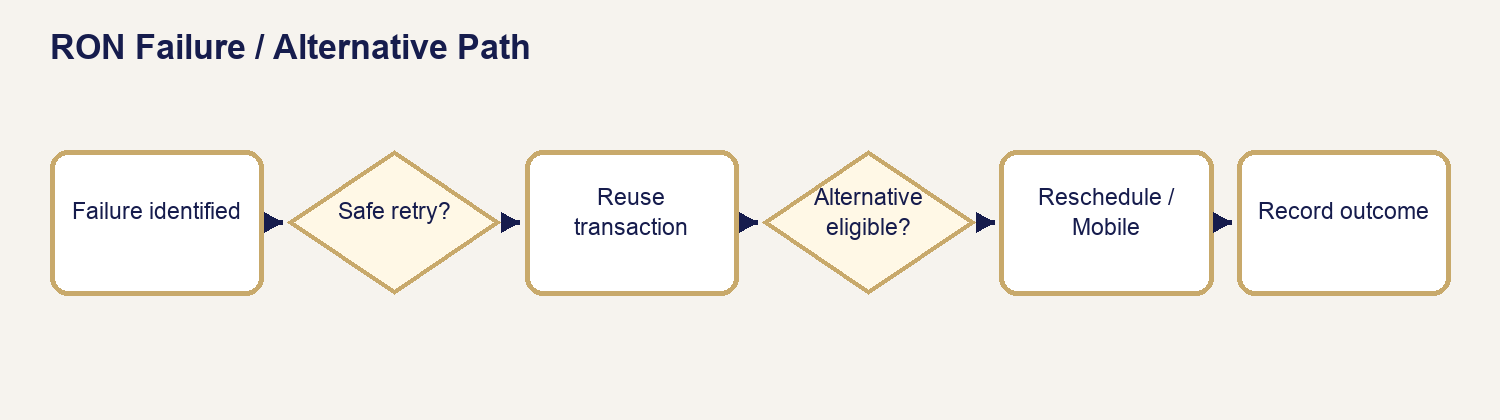 RON Failure / Alternative Path
Failure identified
Safe retry?
Reuse
transaction
Alternative
eligible?
Reschedule /
Mobile
Record outcome